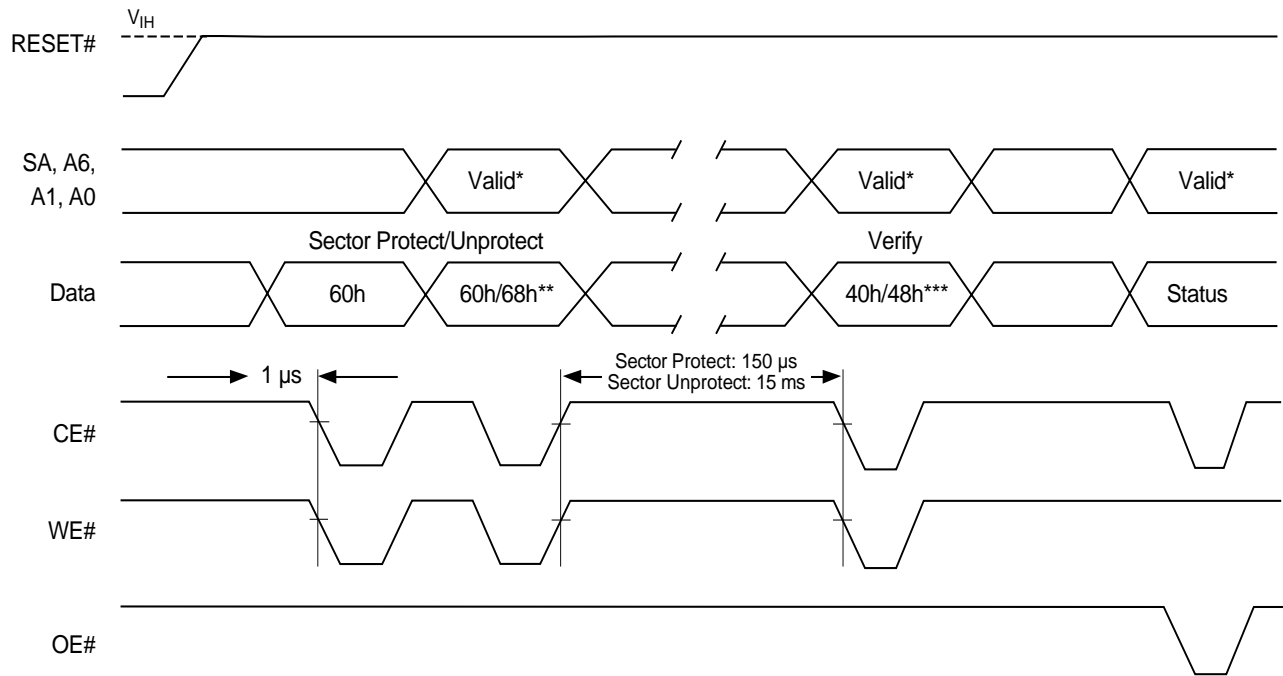 VIH
RESET#
SA, A6,
A1, A0
Valid*
Valid*
Valid*
Sector Protect/Unprotect
Verify
Data
60h
60h/68h**
40h/48h***
Status
1 µs
Sector Protect: 150 µs
Sector Unprotect: 15 ms
CE#
WE#
OE#